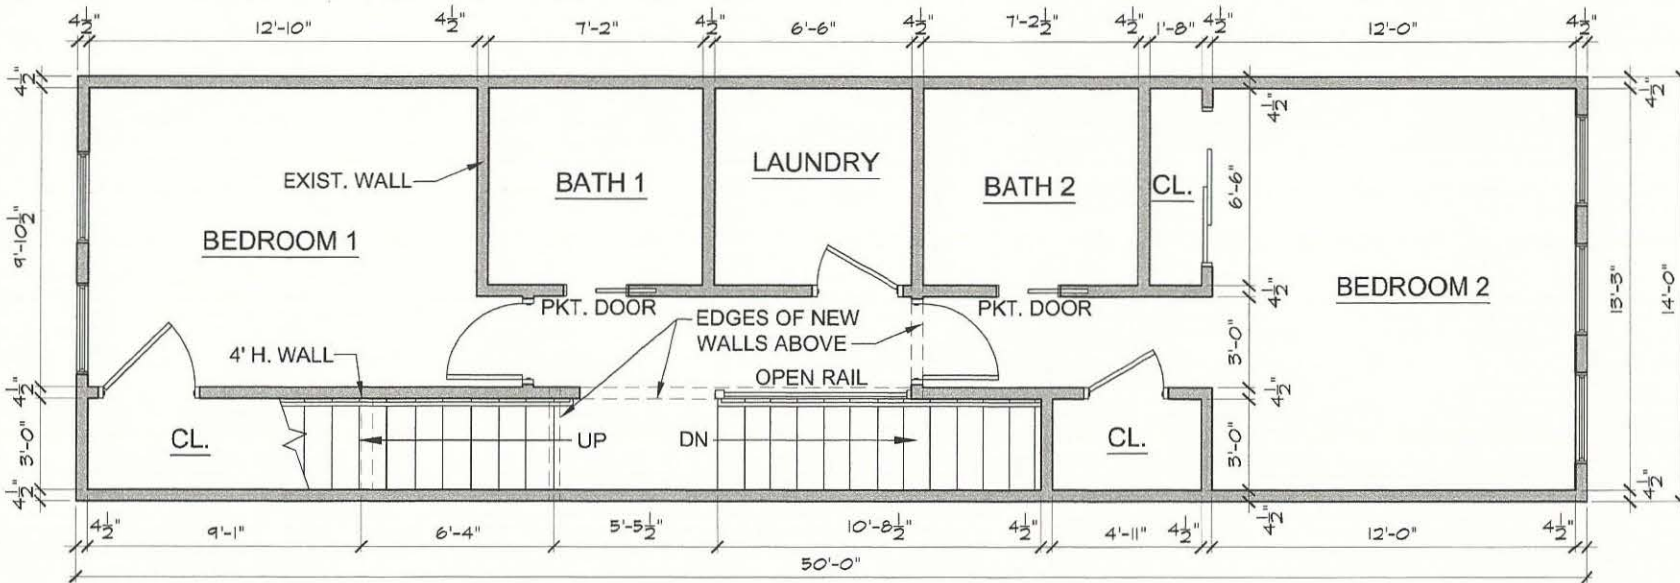 4½" 12'-10" 4½" 7'-2" 4½" 6'-6" 4½" 7'-2½" 4½" 1'-8" 4½" 12'-0" 4½"
4½" 4½" 4½"
LAUNDRY
EXIST. WALL BATH 1 BATH 2 CL. 6'-6"
9'-10½" BEDROOM 1 BEDROOM 2 13'-3" 14'-0"
4½"
PKT. DOOR EDGES OF NEW PKT. DOOR
WALLS ABOVE 3'-0"
4' H. WALL
OPEN RAIL
4½" 4½"
3'-0" CL. UP DN CL. 3'-0"
4½" 4½"
4½" 9'-1" 6'-4" 5'-5½" 10'-8½" 4½" 4'-11" 4½" 4½" 12'-0" 4½"
50'-0"